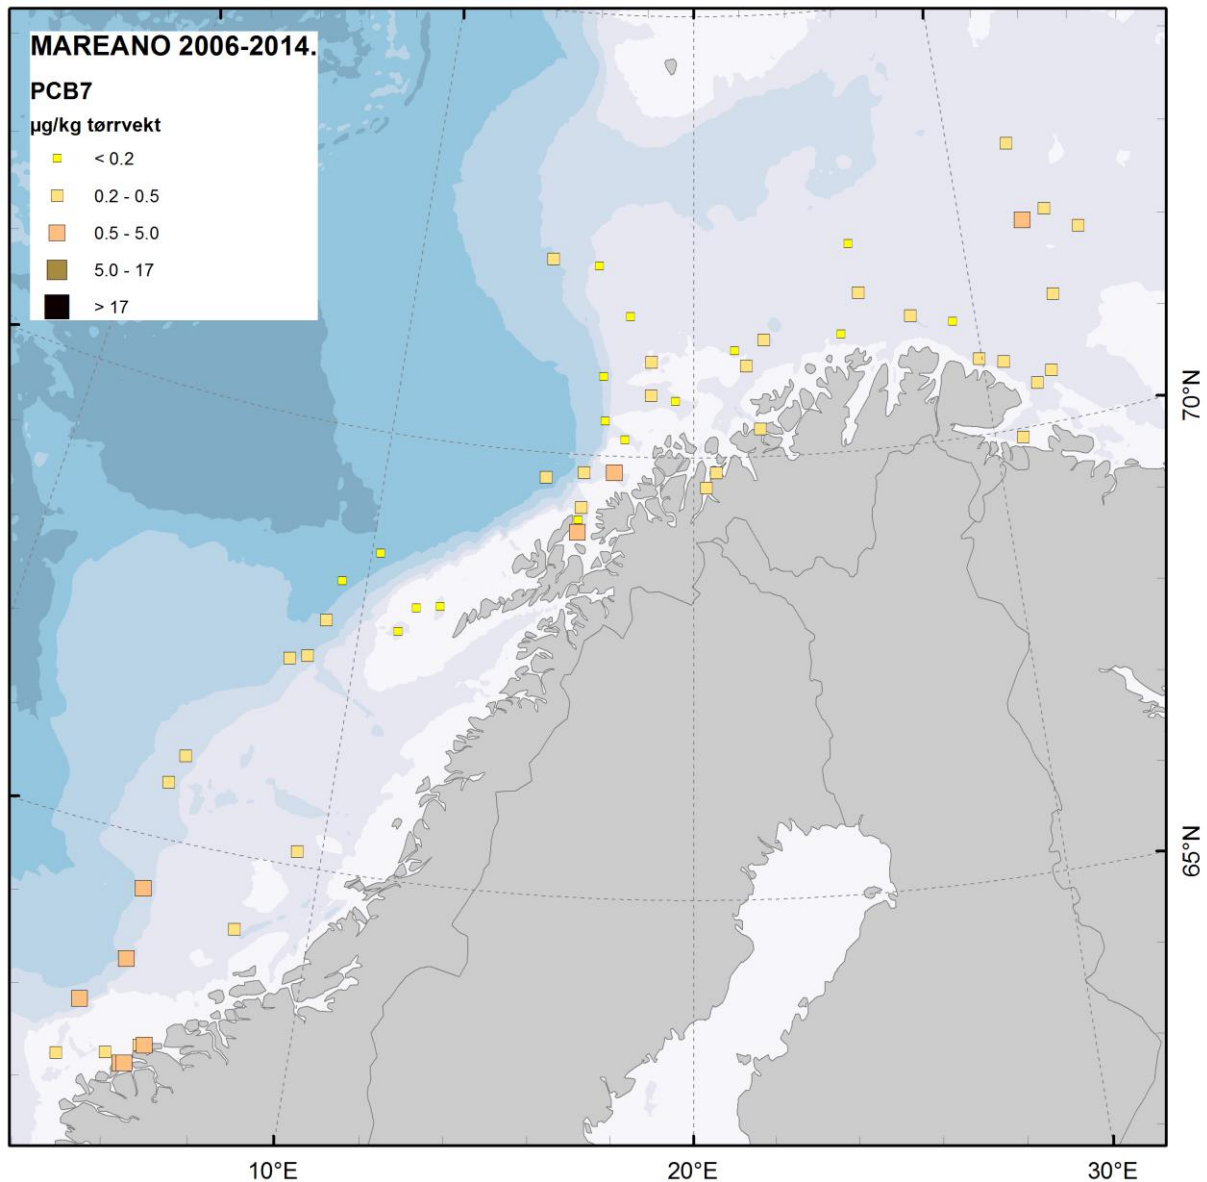 MAREANO 2006-2014.
PCB7
µg/kg tørrvekt
< 0.2
0.2 - 0.5
0.5 - 5.0
5.0 - 17
> 17
70°N
65°N
10°E
20°E
30°E